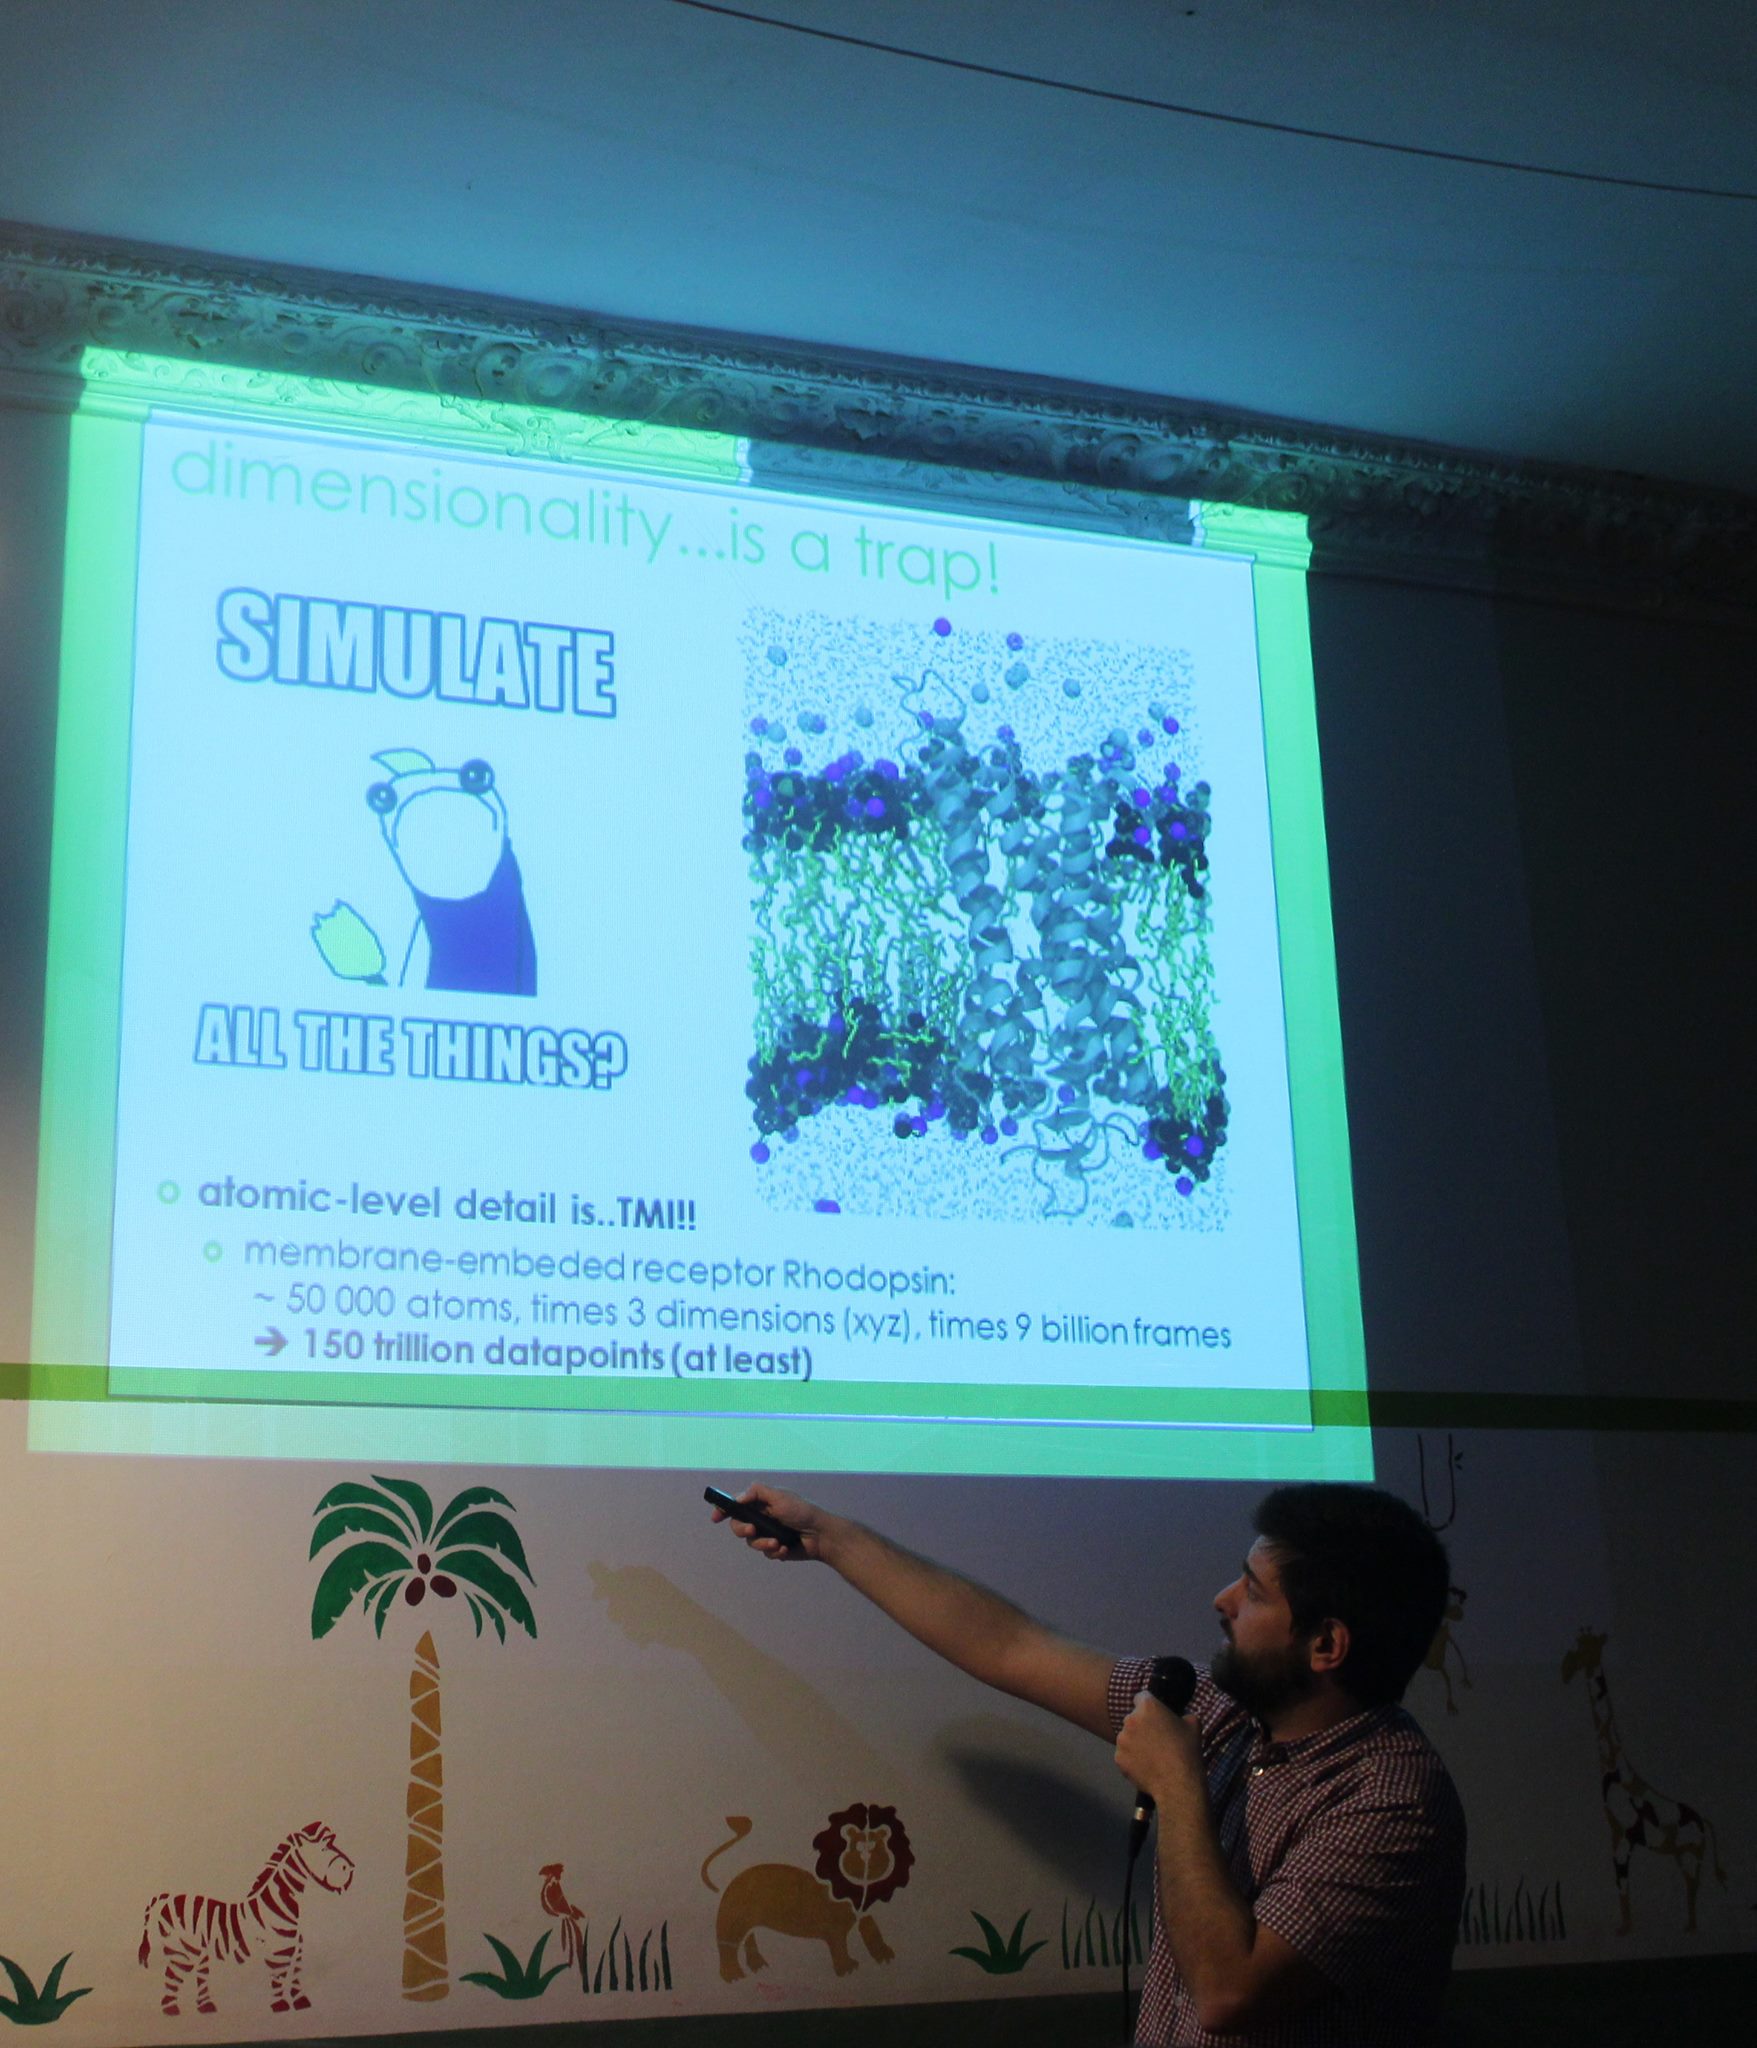 dimensionality...is a trap!
SIMULATE
ALL THE THINGS?
atomic-level detail is..TMI!!
membrane-embeded receptor Rhodopsin:
~ 50 000 atoms, times 3 dimensions (xyz), times 9 billion frames
→ 150 trillion datapoints (at least)